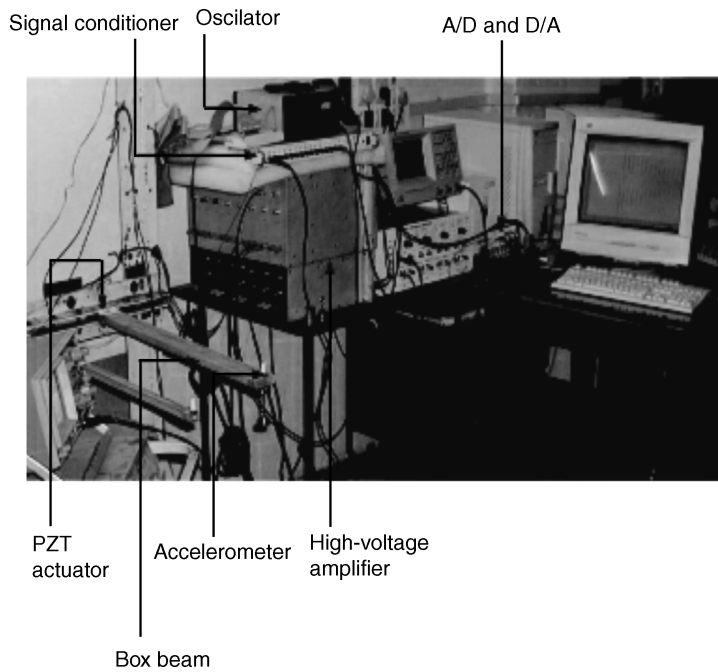 Signal conditioner
Oscilator
A/D and D/A
PZT
actuator
Accelerometer
High-voltage
amplifier
Box beam